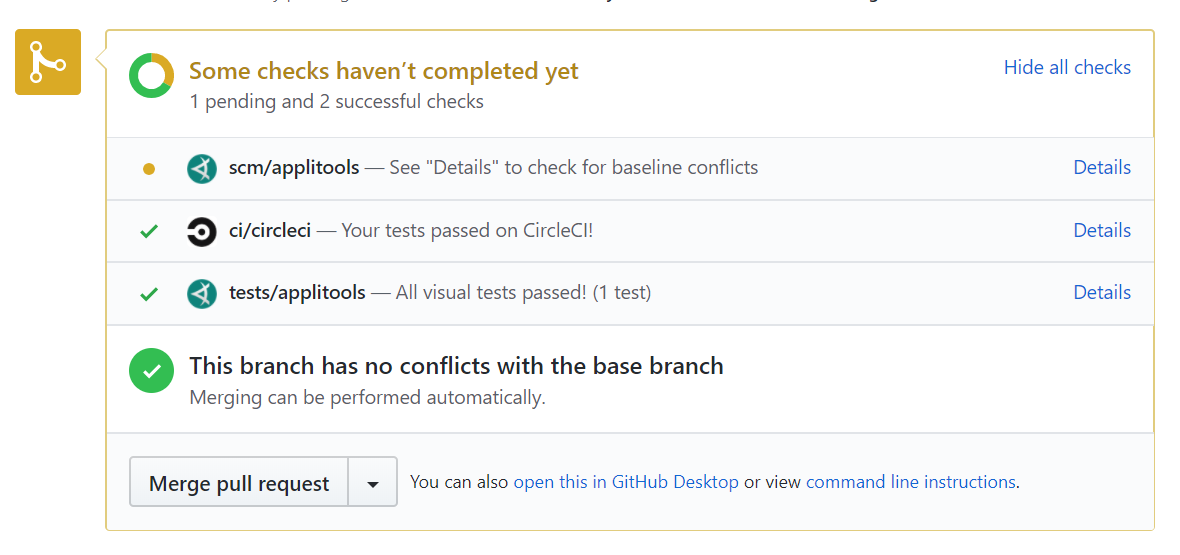 Some checks haven’t completed yet
Hide all checks
1 pending and 2 successful checks
scm/applitools — See "Details" to check for baseline conflicts
Details
ci/circleci — Your tests passed on CircleCI!
Details
tests/applitools — All visual tests passed! (1 test)
Details
This branch has no conflicts with the base branch
Merging can be performed automatically.
Merge pull request
You can also open this in GitHub Desktop or view command line instructions.